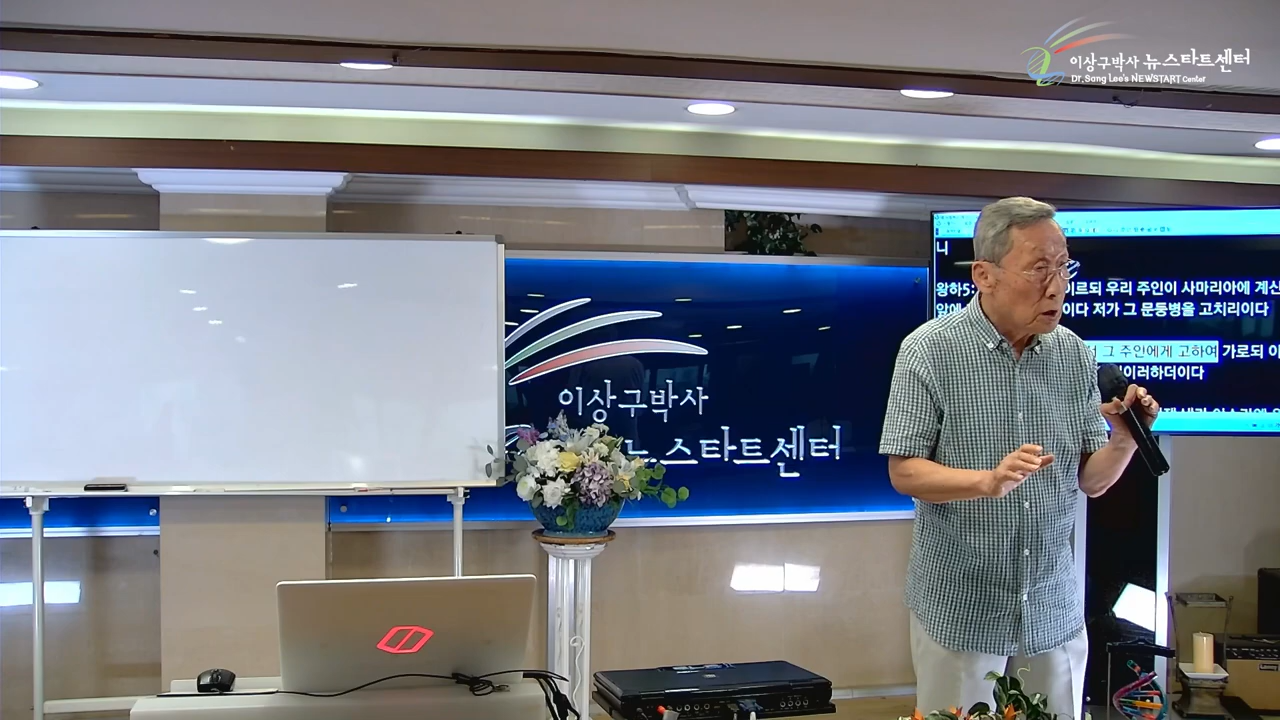 이상구박사 뉴스타트센터
Dr. Sang Lee's NEWSTART Center
니
왕하5: 이르되 우리 주인이 사마리아에 계신
앞에 이다 저가 그 문둥병을 고치리이다
그 주인에게 고하여 가로되
이러하더이다
이상구박사
뉴스타트센터